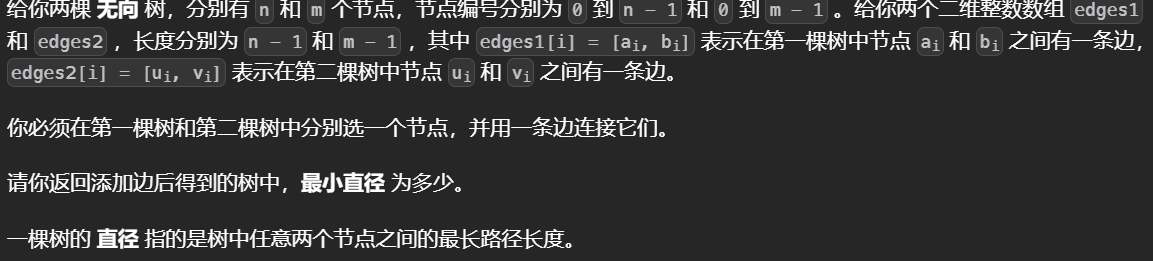 给你两棵 无向 树，分别有 n 和 m 个节点，节点编号分别为 0 到 n - 1 和 0 到 m - 1 。给你两个二维整数数组 edges1
和 edges2 ，长度分别为 n - 1 和 m - 1 ，其中 edges1[i] = [ai, bi] 表示在第一棵树中节点 ai 和 bi 之间有一条边，
edges2[i] = [ui, vi] 表示在第二棵树中节点 ui 和 vi 之间有一条边。
你必须在第一棵树和第二棵树中分别选一个节点，并用一条边连接它们。
请你返回添加边后得到的树中，最小直径 为多少。
一棵树的 直径 指的是树中任意两个节点之间的最长路径长度。